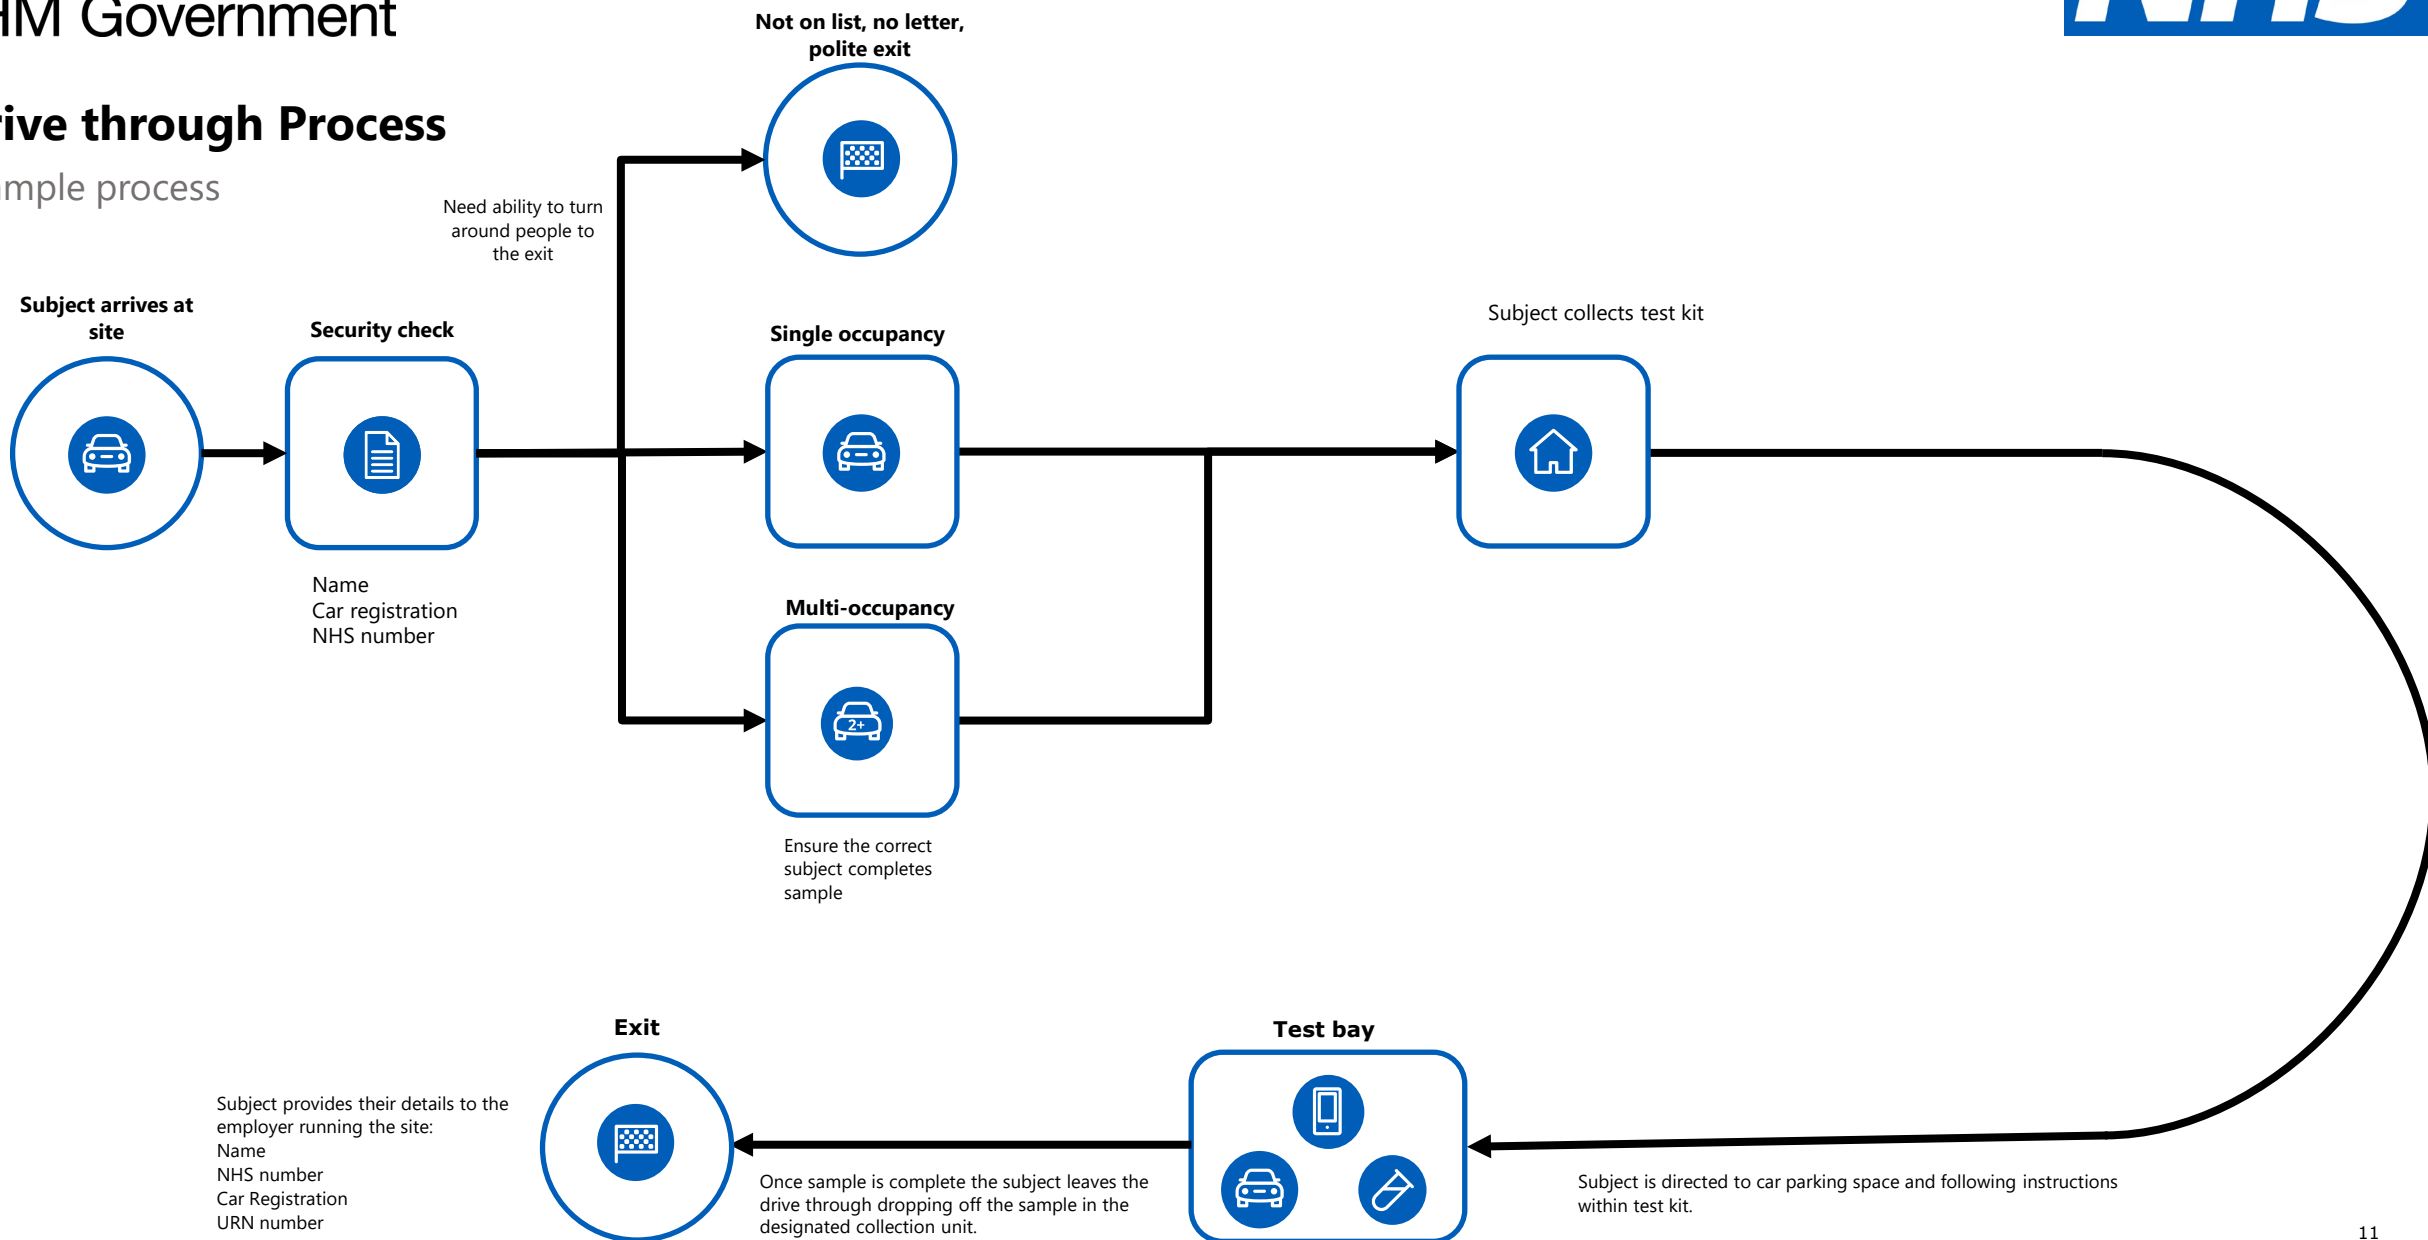 HM Government
NHS
Not on list, no letter,
polite exit
rive through Process
ample process
Need ability to turn
around people to
the exit
Subject arrives at
site
Security check
Single occupancy
Subject collects test kit
Name
Car registration
NHS number
Multi-occupancy
2+
Ensure the correct
subject completes
sample
Exit
Test bay
Subject provides their details to the
employer running the site:
Name
NHS number
Car Registration
URN number
Once sample is complete the subject leaves the
drive through dropping off the sample in the
designated collection unit.
Subject is directed to car parking space and following instructions
within test kit.
11